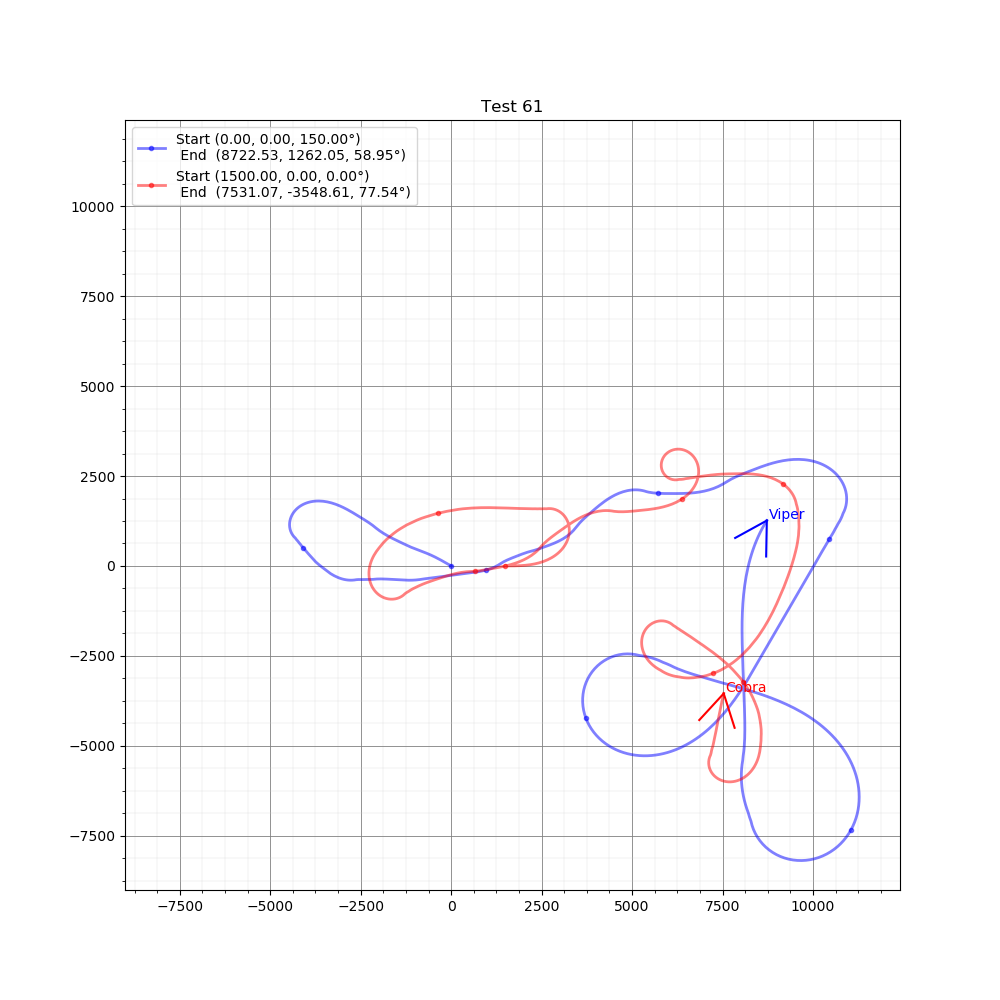 Test 61
Start (0.00, 0.00, 150.00°)
End  (8722.53, 1262.05, 58.95°)
Start (1500.00, 0.00, 0.00°)
End  (7531.07, -3548.61, 77.54°)
10000
7500
5000
2500
Viper
0
−2500
Cobra
−5000
−7500
−7500 −5000 −2500 0 2500 5000 7500 10000